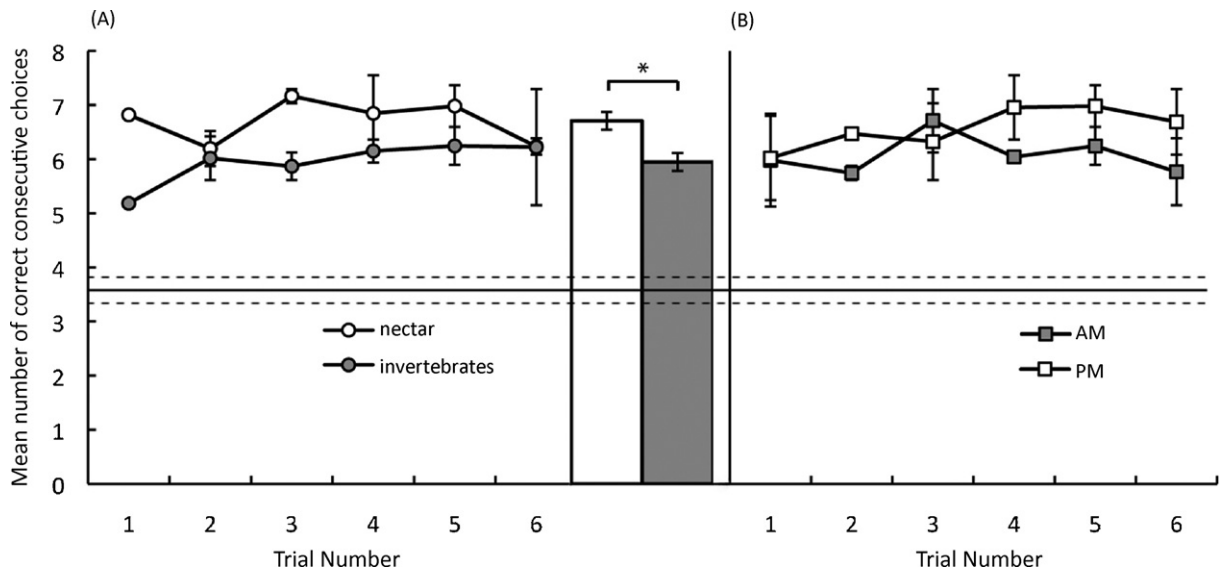 (A)
(B)
Mean number of correct consecutive choices
8
7
6
5
4
3
2
1
0
*
nectar
invertebrates
AM
PM
1 2 3 4 5 6
1 2 3 4 5 6
Trial Number
Trial Number